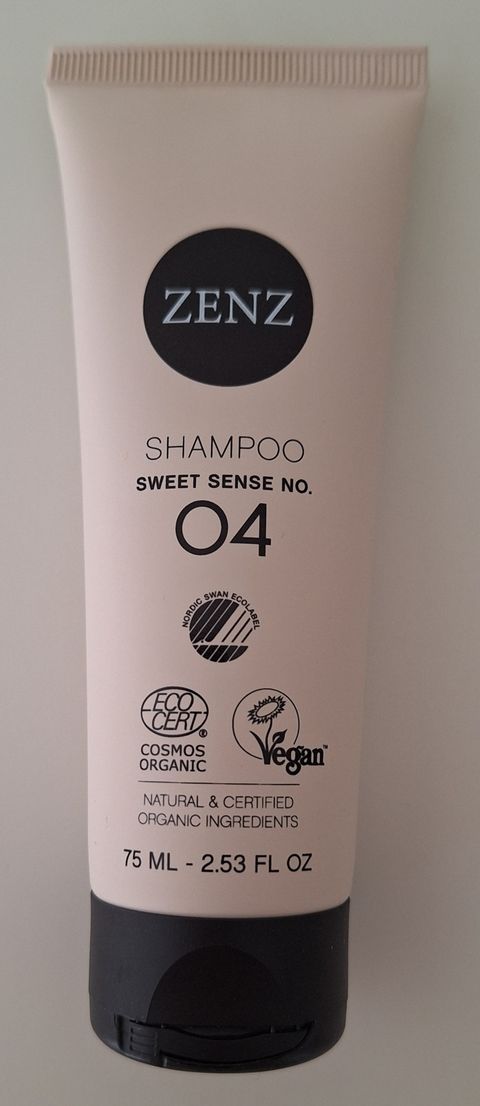 ZENZ
SHAMPOO
SWEET SENSE NO.
04
NORDIC SWAN ECOLABEL
ECO
CERT®
COSMOS
ORGANIC
Vegan™
NATURAL & CERTIFIED
ORGANIC INGREDIENTS
75 ML - 2.53 FL OZ